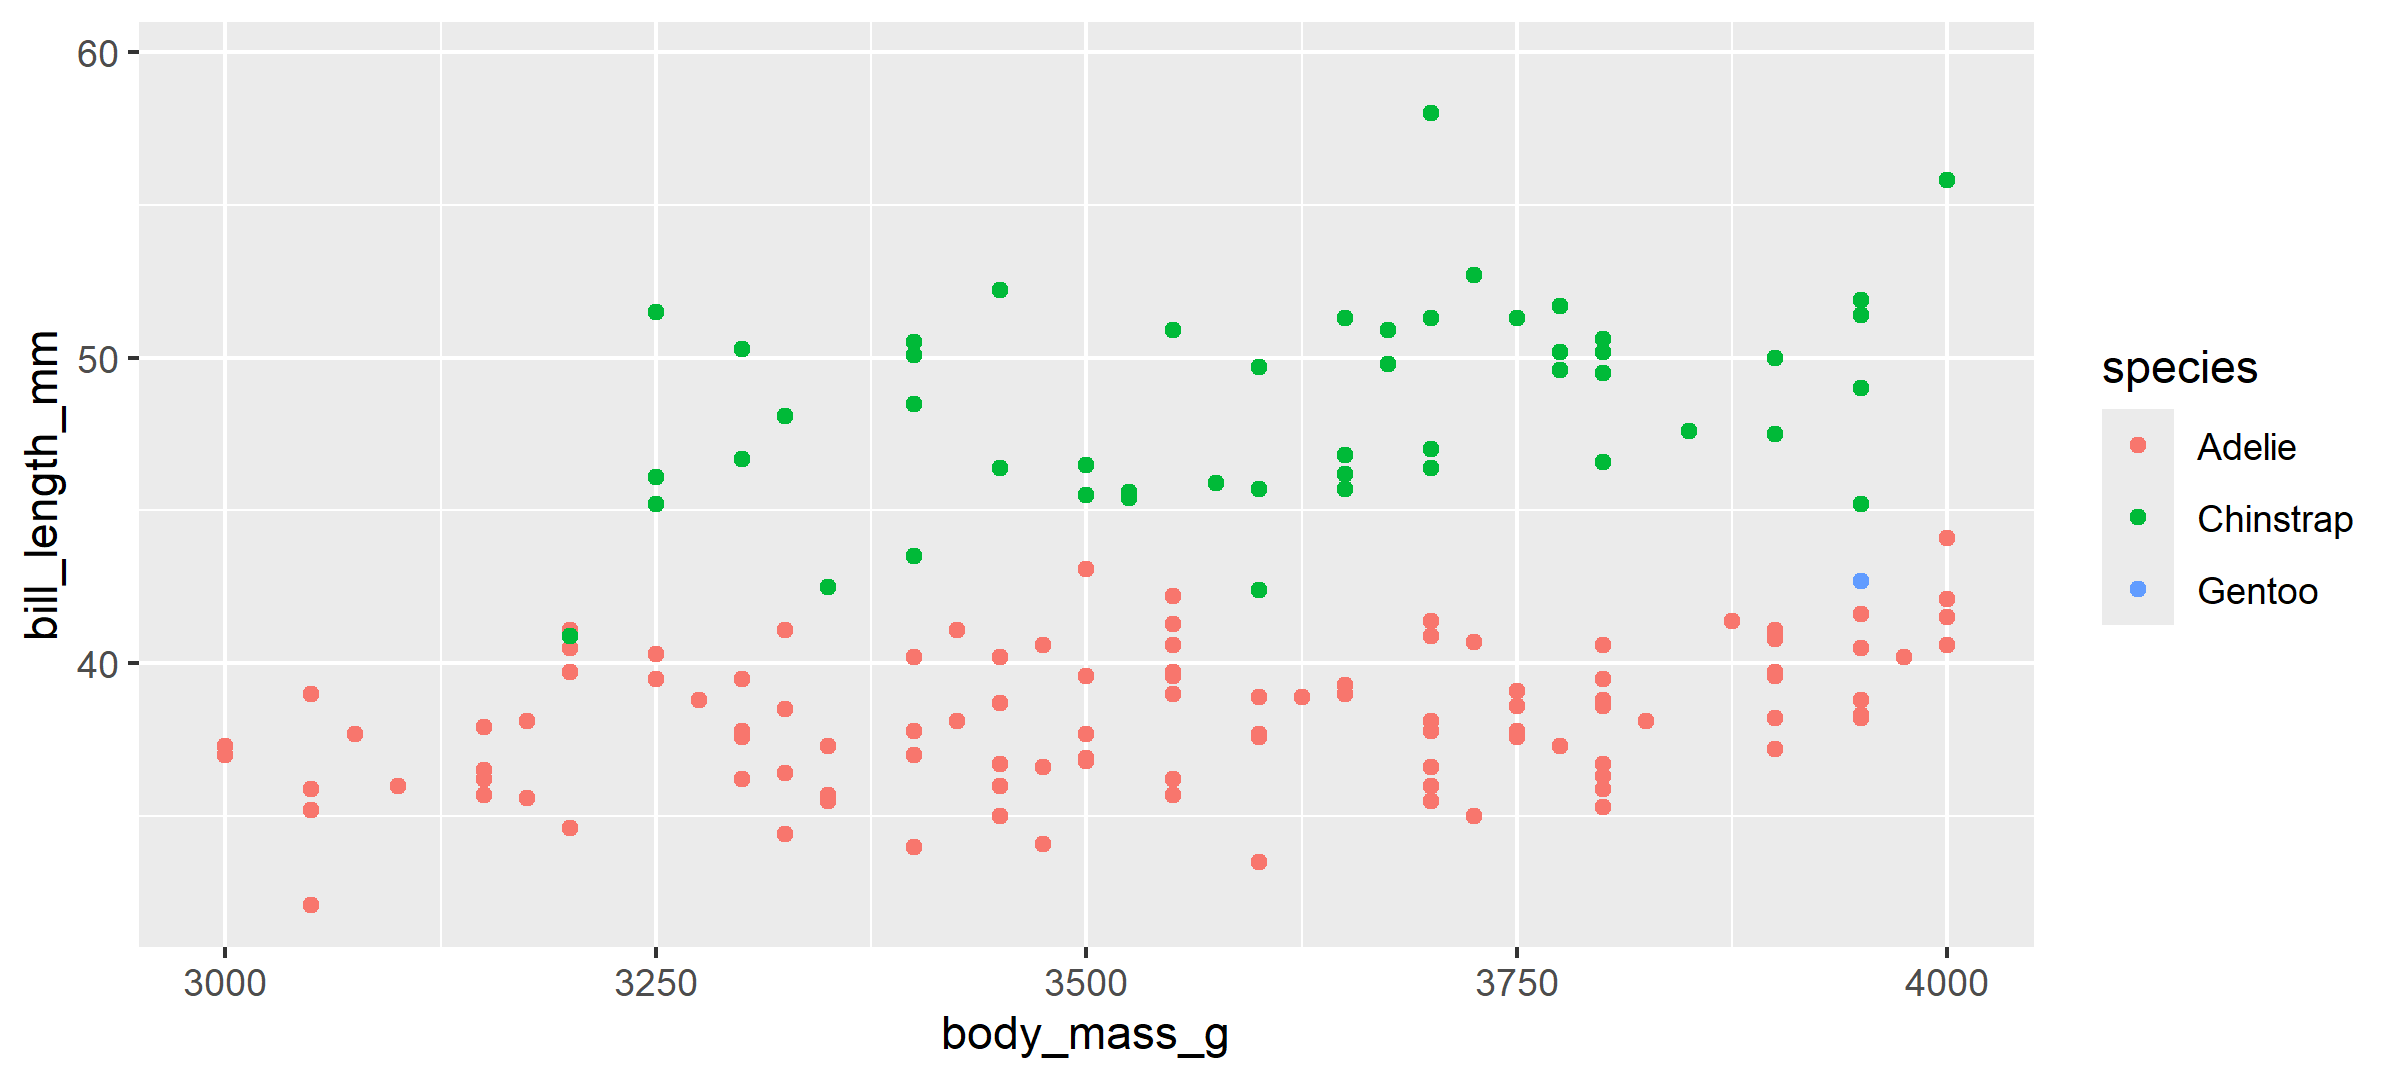 60
50
40
bill_length_mm
3000 3250 3500 3750 4000
body_mass_g
species
Adelie
Chinstrap
Gentoo